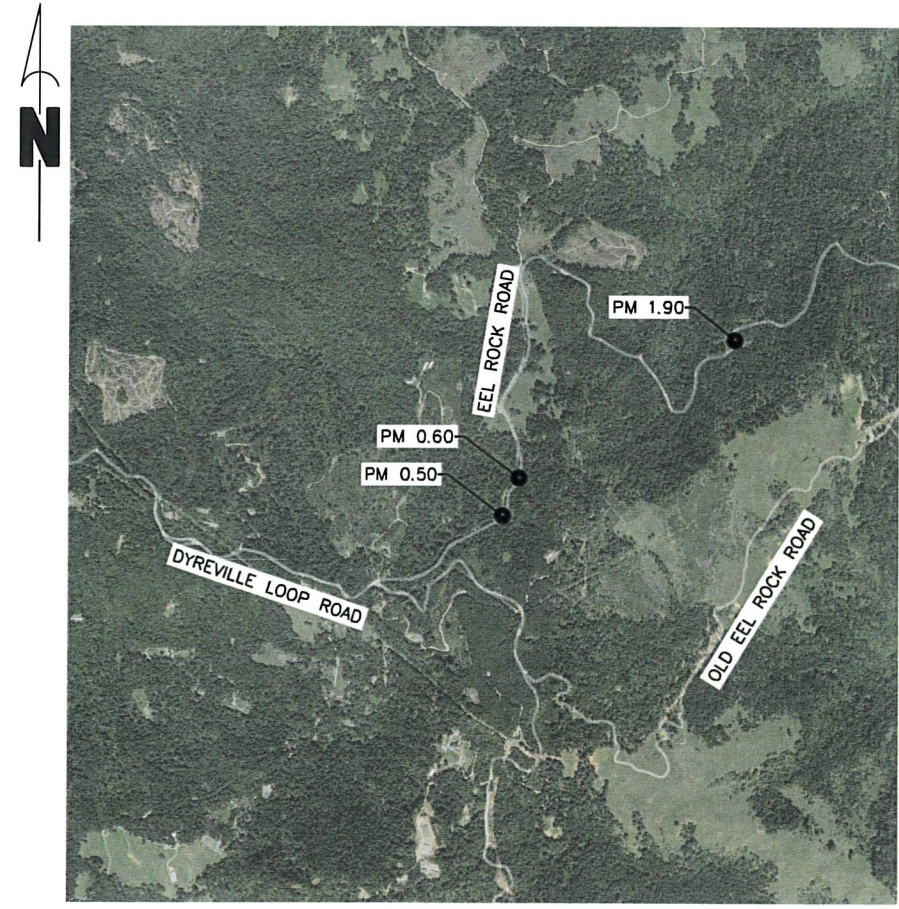 N
EEL ROCK ROAD
PM 1.90
PM 0.60
PM 0.50
DYREVILLE LOOP ROAD
OLD EEL ROCK ROAD